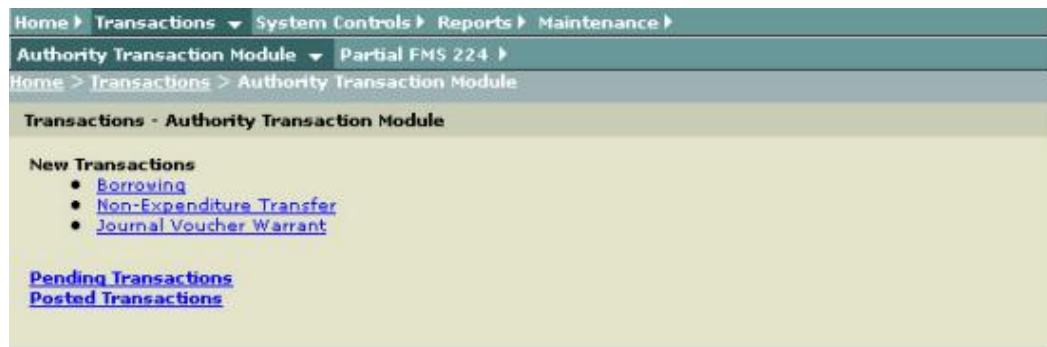 Home Transactions System Controls Reports Maintenance
Authority Transaction Module Partial FMS 224
Home > Transactions > Authority Transaction Module
Transactions - Authority Transaction Module
New Transactions
• Borrowing
• Non-Expenditure Transfer
• Journal Voucher Warrant
Pending Transactions
Posted Transactions